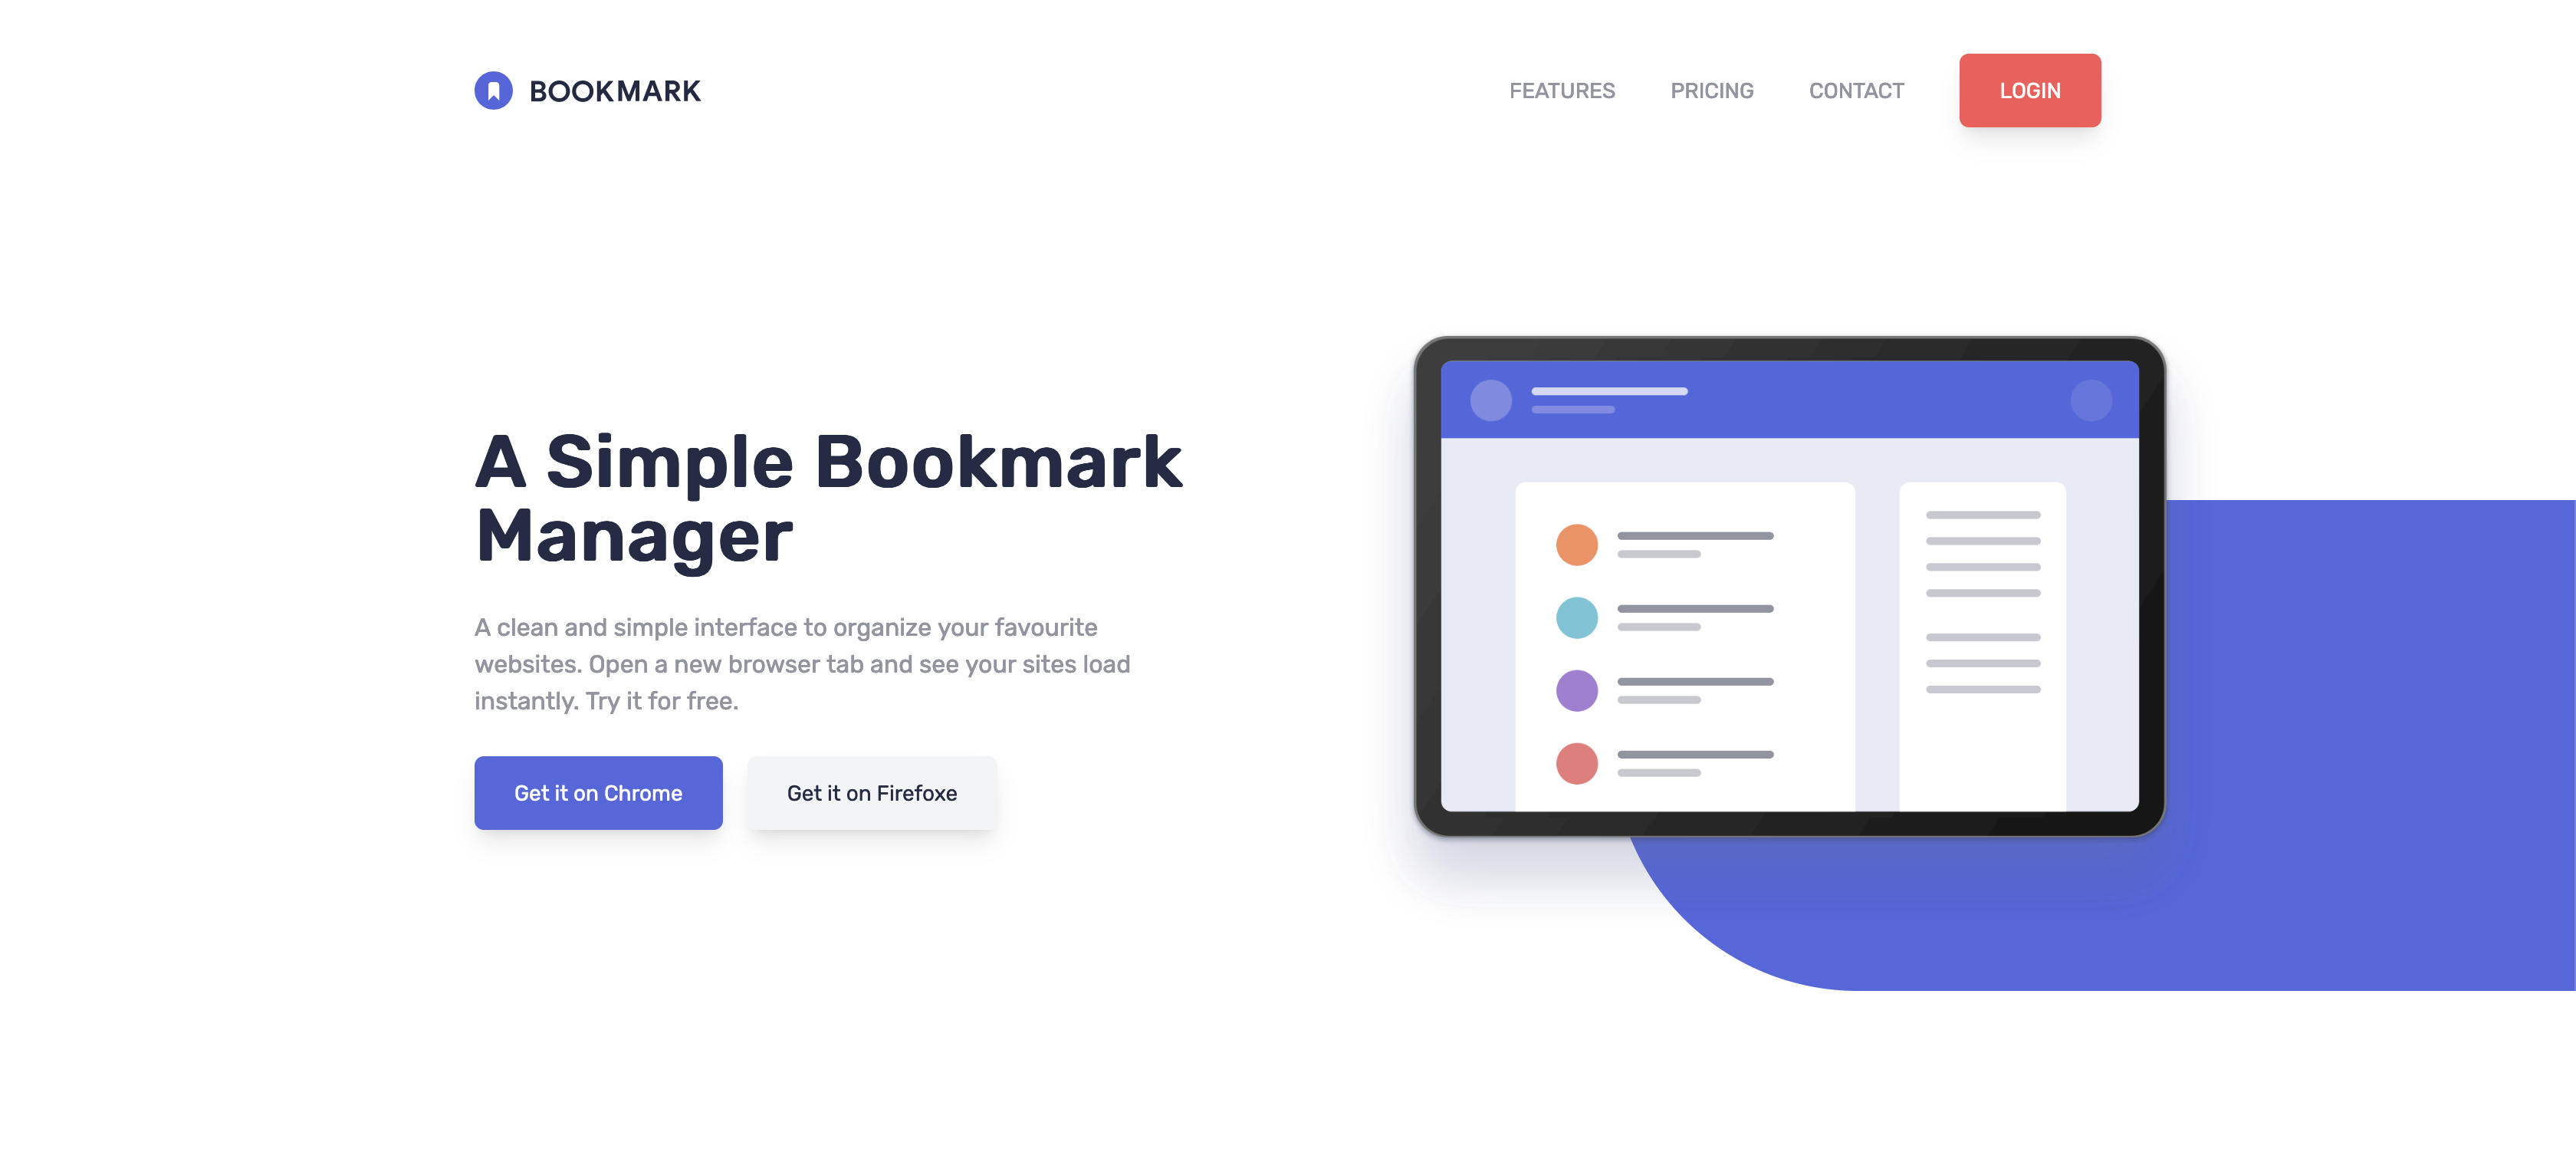 BOOKMARK
FEATURES PRICING CONTACT LOGIN
A Simple Bookmark
Manager
A clean and simple interface to organize your favourite
websites. Open a new browser tab and see your sites load
instantly. Try it for free.
Get it on Chrome
Get it on Firefoxe